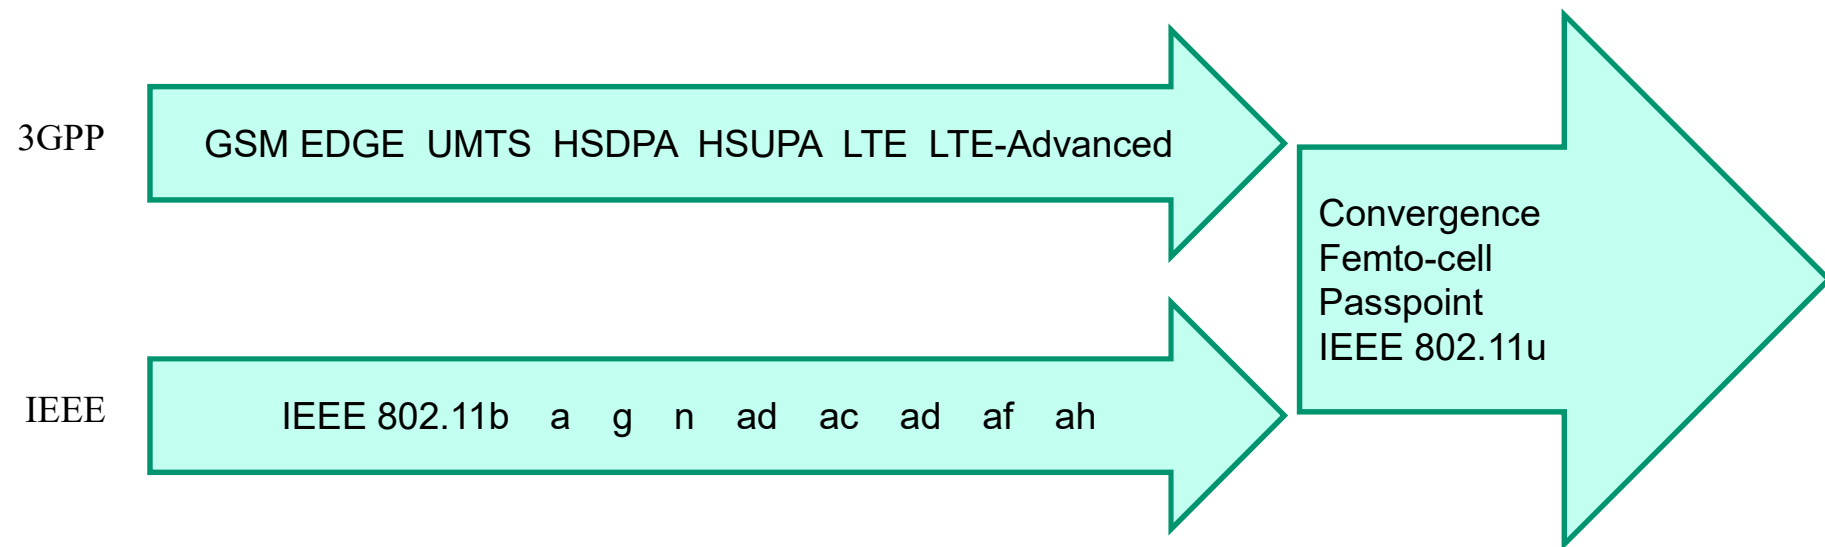 3GPP
GSM EDGE UMTS HSDPA HSUPA LTE LTE-Advanced
IEEE
IEEE 802.11b a g n ad ac ad af ah
Convergence
Femto-cell
Passpoint
IEEE 802.11u